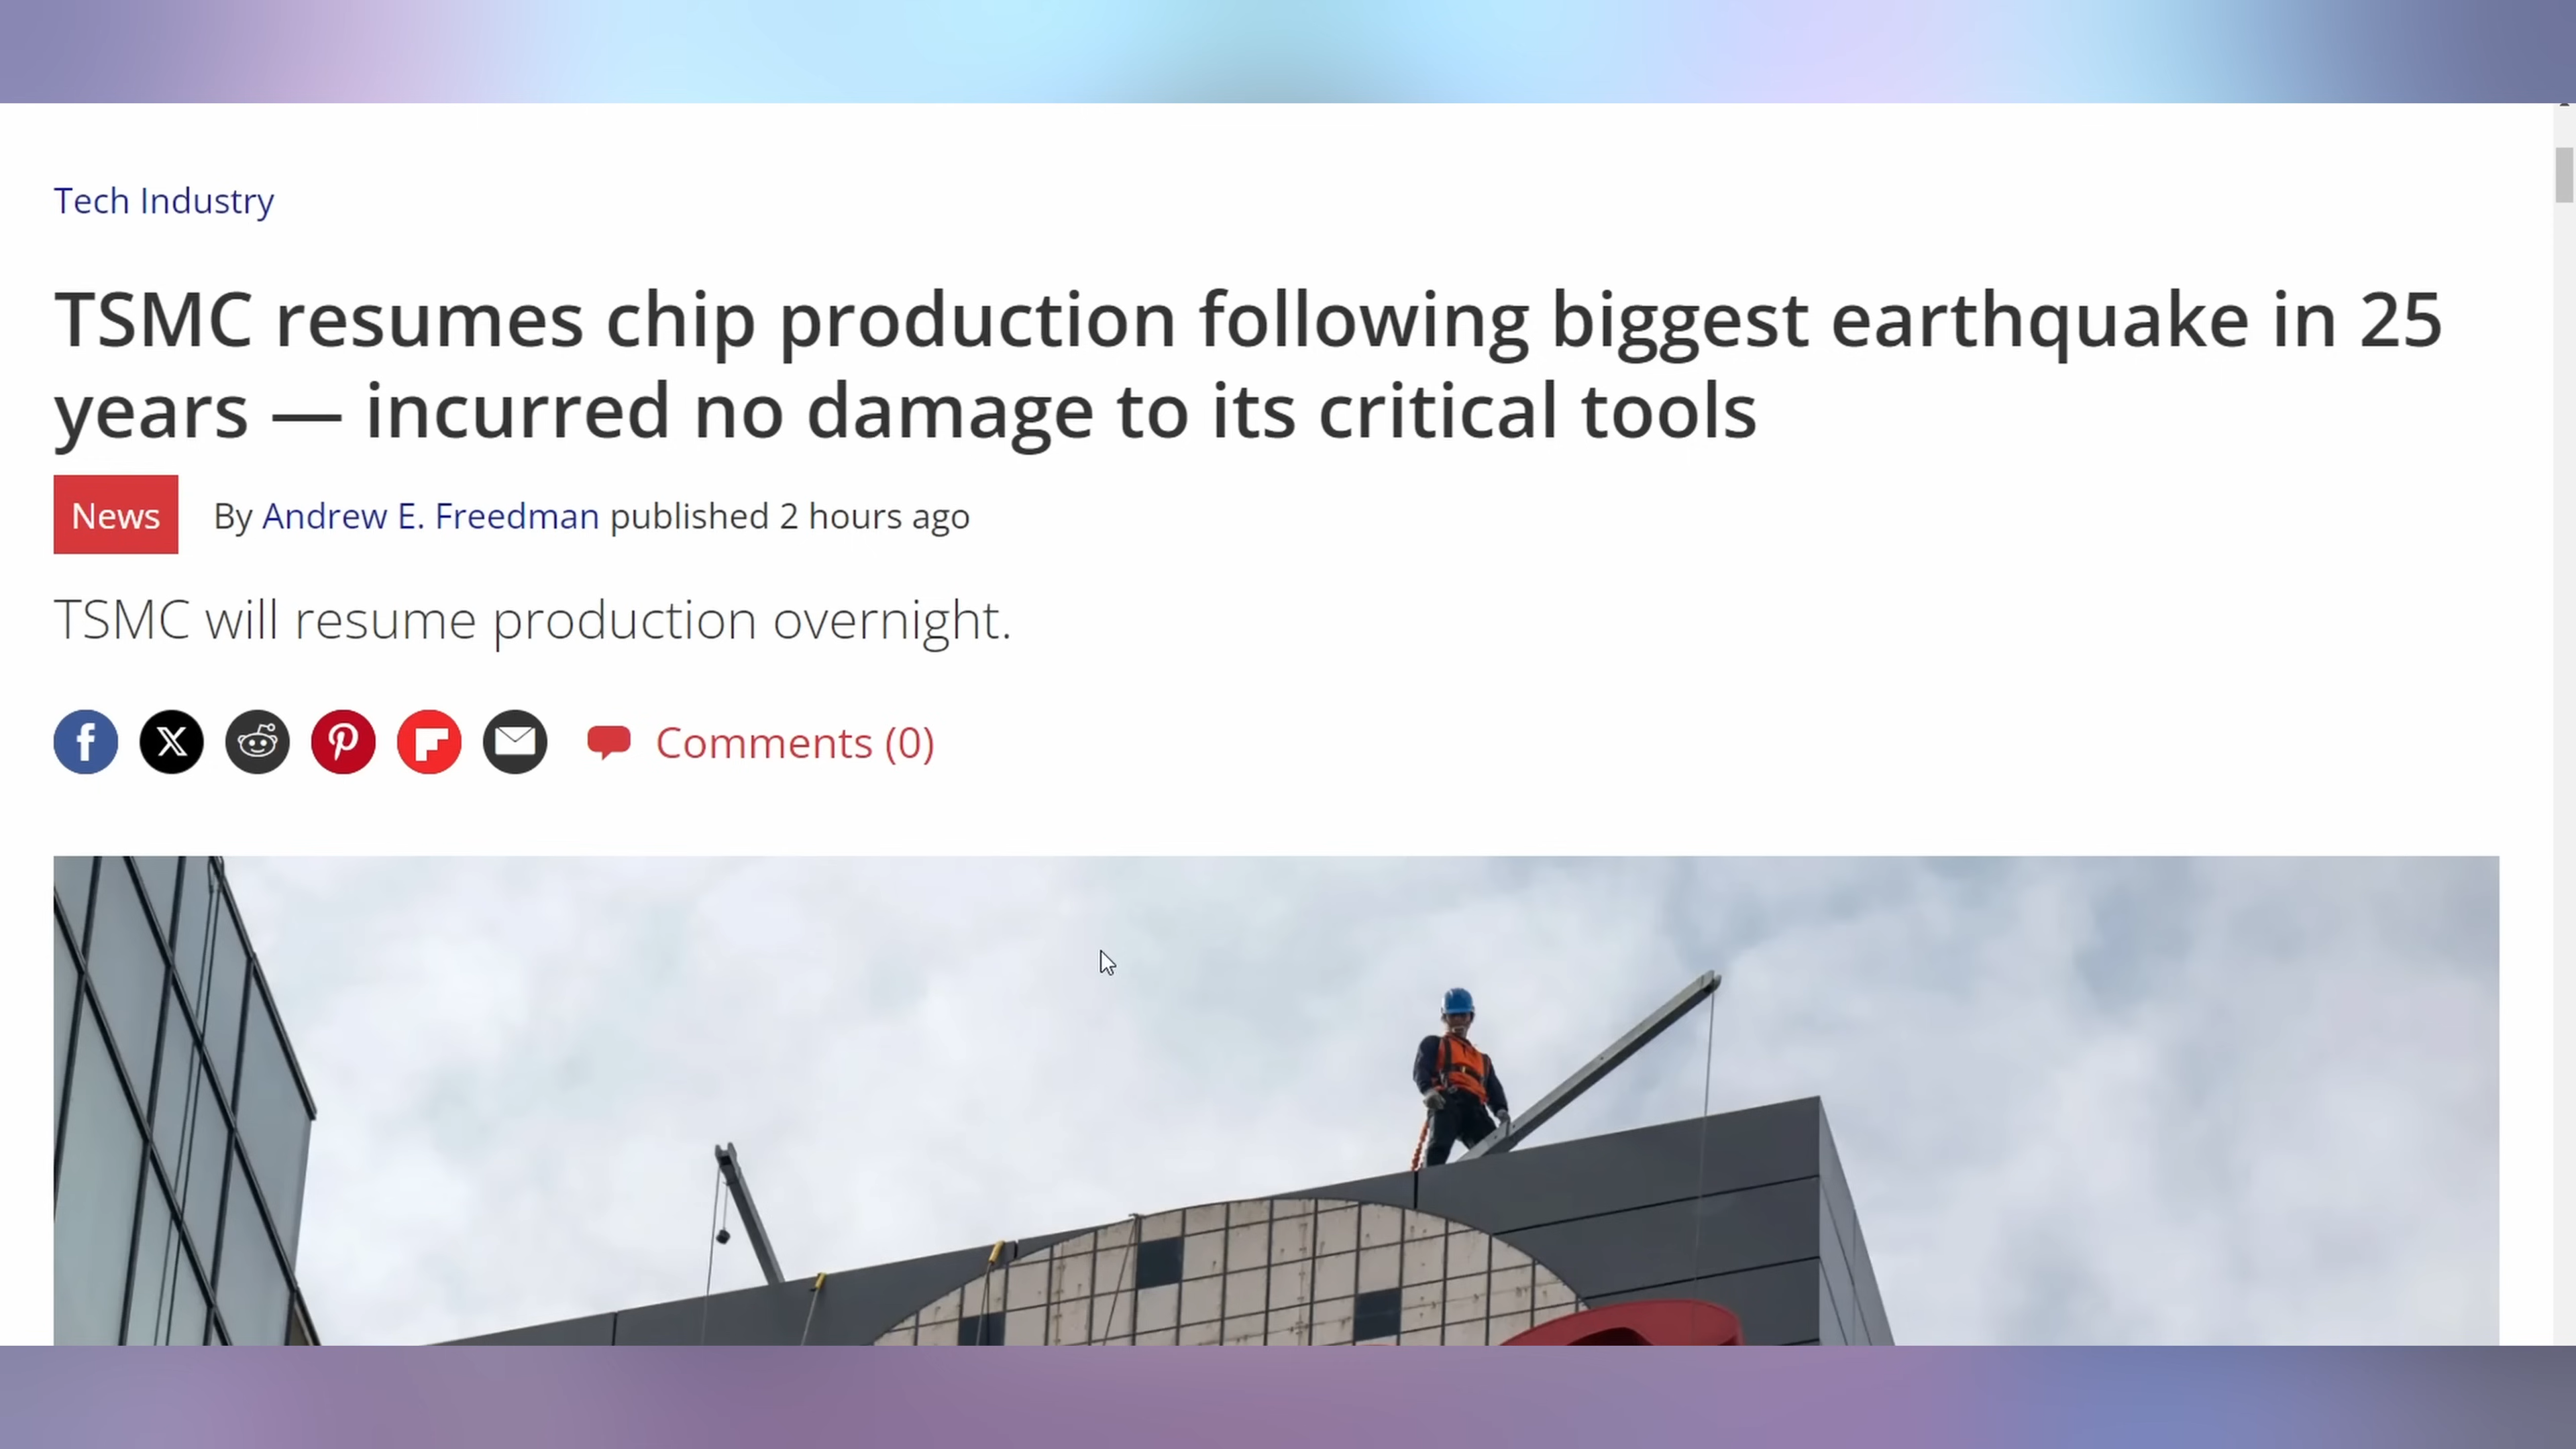 Tech Industry
TSMC resumes chip production following biggest earthquake in 25
years — incurred no damage to its critical tools
News By Andrew E. Freedman published 2 hours ago
TSMC will resume production overnight.
Comments (0)